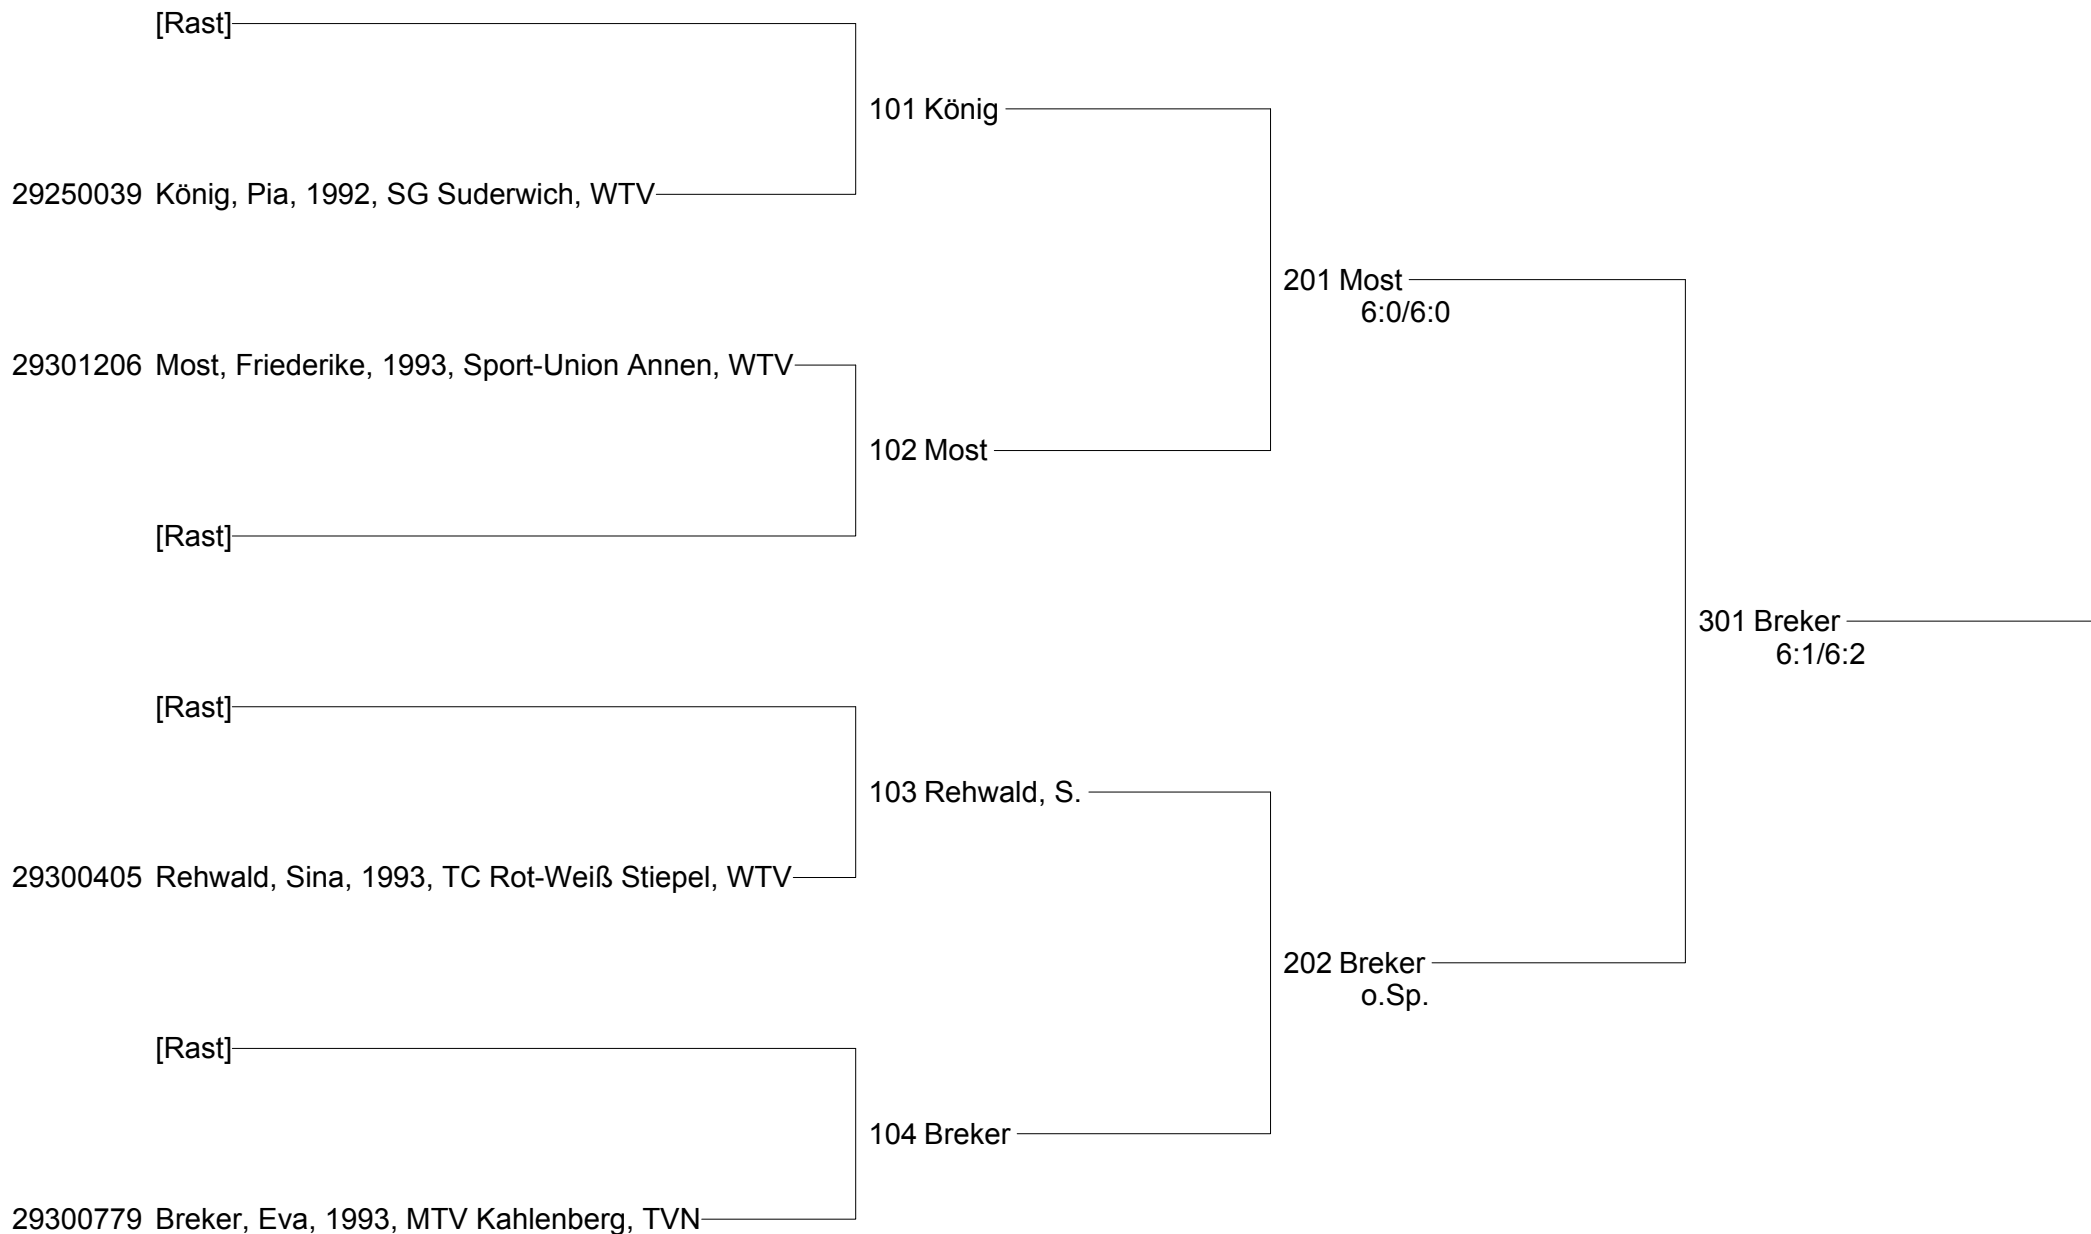 [Rast]
101 König
29250039 König, Pia, 1992, SG Suderwich, WTV
201 Most
6:0/6:0
29301206 Most, Friederike, 1993, Sport-Union Annen, WTV
102 Most
[Rast]
301 Breker
6:1/6:2
[Rast]
103 Rehwald, S.
29300405 Rehwald, Sina, 1993, TC Rot-Weiß Stiepel, WTV
202 Breker
o.Sp.
[Rast]
104 Breker
29300779 Breker, Eva, 1993, MTV Kahlenberg, TVN